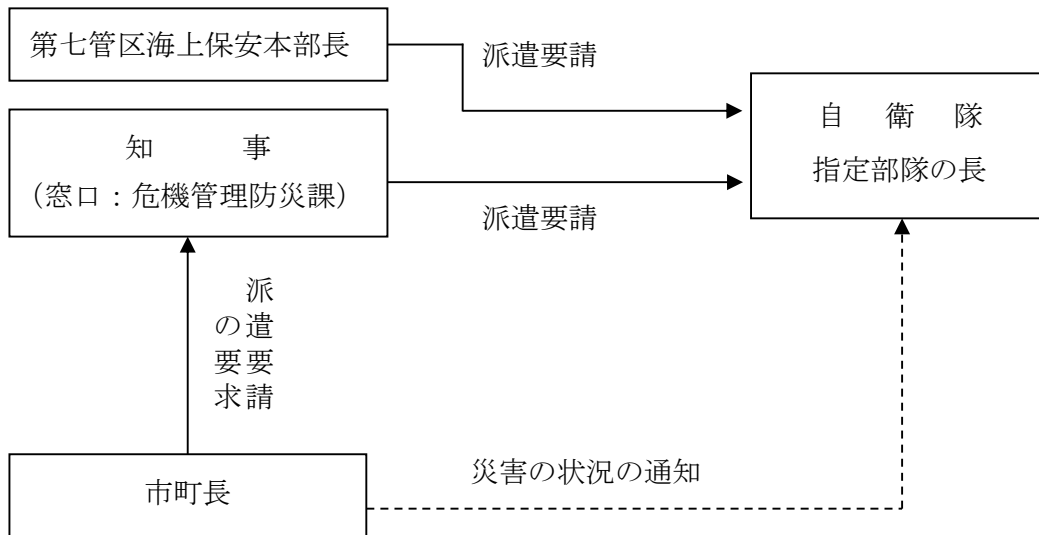 第七管区海上保安本部長
派遣要請
知　　　事
（窓口：危機管理防災課）
派遣要請
自　衛　隊
指定部隊の長
派遣要請
の要求
市町長
災害の状況の通知